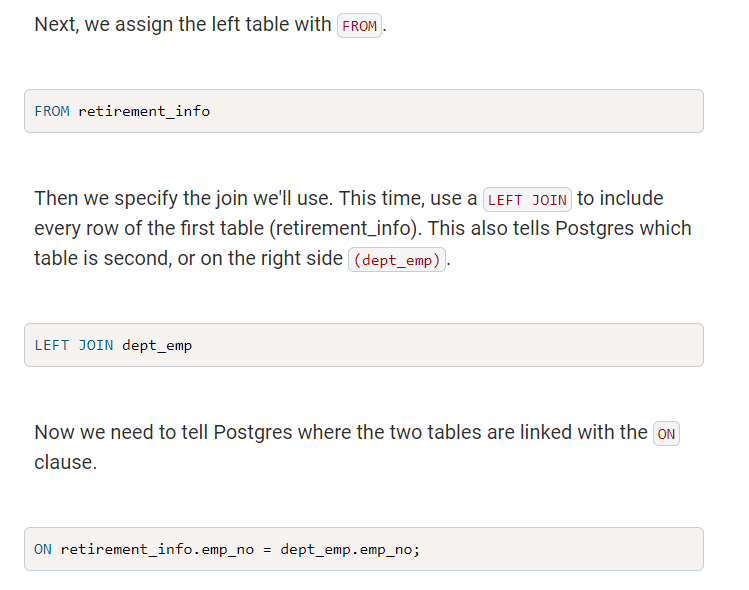 Next, we assign the left table with FROM.
FROM retirement_info
Then we specify the join we'll use. This time, use a LEFT JOIN to include
every row of the first table (retirement_info). This also tells Postgres which
table is second, or on the right side (dept_emp).
LEFT JOIN dept_emp
Now we need to tell Postgres where the two tables are linked with the ON
clause.
ON retirement_info.emp_no = dept_emp.emp_no;